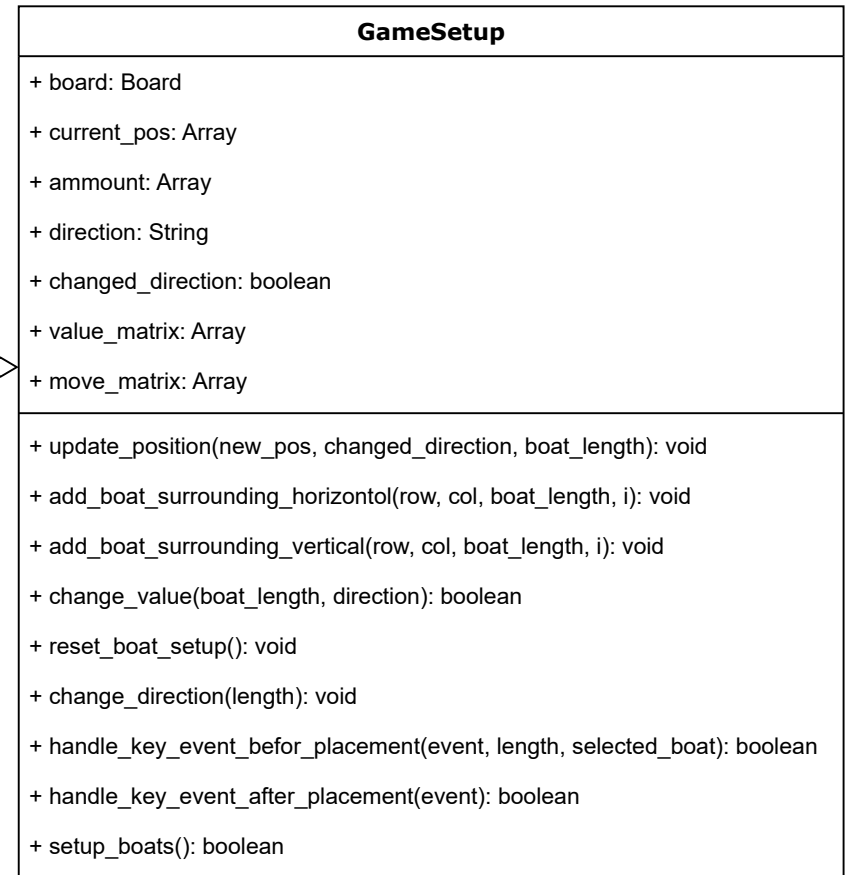 GameSetup
+ board: Board
+ current_pos: Array
+ ammount: Array
+ direction: String
+ changed_direction: boolean
+ value_matrix: Array
+ move_matrix: Array
+ update_position(new_pos, changed_direction, boat_length): void
+ add_boat_surrounding_horizontol(row, col, boat_length, i): void
+ add_boat_surrounding_vertical(row, col, boat_length, i): void
+ change_value(boat_length, direction): boolean
+ reset_boat_setup(): void
+ change_direction(length): void
+ handle_key_event_befor_placement(event, length, selected_boat): boolean
+ handle_key_event_after_placement(event): boolean
+ setup_boats(): boolean